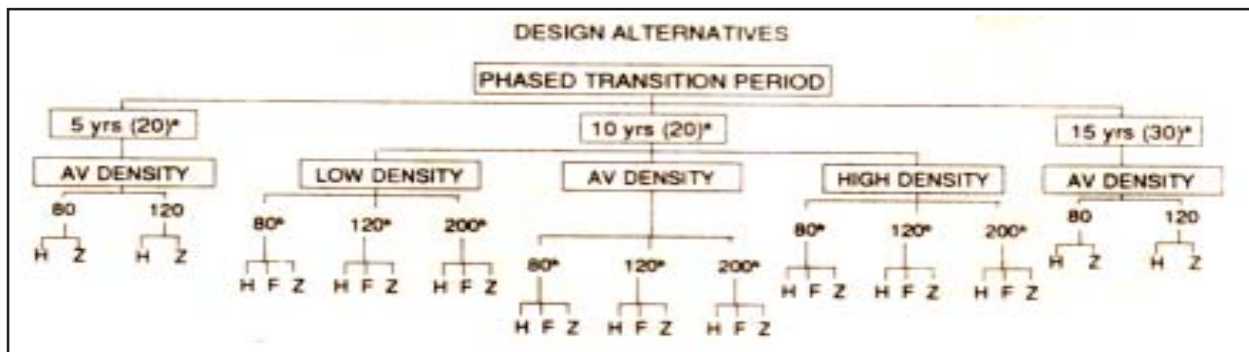 DESIGN ALTERNATIVES
PHASED TRANSITION PERIOD
5 yrs (20)* 10 yrs (20)* 15 yrs (30)*
AV DENSITY LOW DENSITY AV DENSITY HIGH DENSITY AV DENSITY
80 120 80* 120* 200* 80* 120* 200* 80 120
H Z H Z H F Z H F Z H F Z H F Z H F Z H F Z H Z H Z
80* 120* 200*
H F Z H F Z H F Z